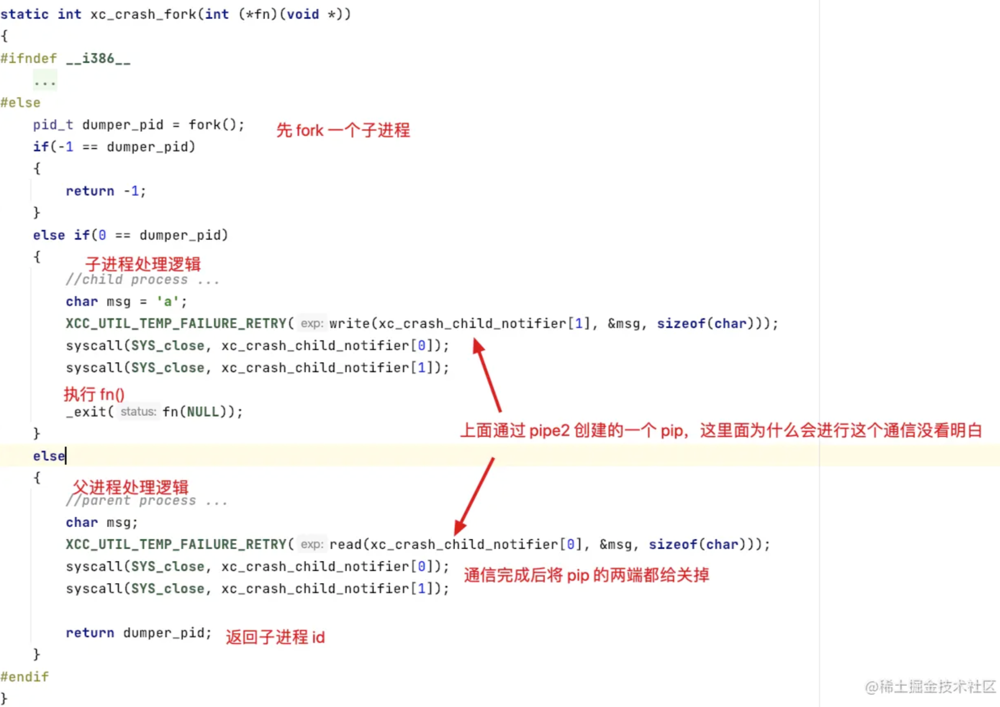 static int xc_crash_fork(int (*fn)(void *))
{
#ifndef __i386__
...
#else
pid_t dumper_pid = fork(); 先 fork 一个子进程
if(-1 == dumper_pid)
{
return -1;
}
else if(0 == dumper_pid)
{
子进程处理逻辑
//child process ...
char msg = 'a';
XCC_UTIL_TEMP_FAILURE_RETRY( exp: write(xc_crash_child_notifier[1], &msg, sizeof(char)));
syscall(SYS_close, xc_crash_child_notifier[0]);
syscall(SYS_close, xc_crash_child_notifier[1]);
执行 fn()
_exit( status: fn(NULL));
上面通过 pipe2 创建的一个 pip，这里面为什么会进行这个通信没看明白
}
else
{
父进程处理逻辑
//parent process ...
char msg;
XCC_UTIL_TEMP_FAILURE_RETRY( exp: read(xc_crash_child_notifier[0], &msg, sizeof(char)));
syscall(SYS_close, xc_crash_child_notifier[0]);
通信完成后将 pip 的两端都给关掉
syscall(SYS_close, xc_crash_child_notifier[1]);
return dumper_pid; 返回子进程 id
}
#endif
}
@稀土掘金技术社区